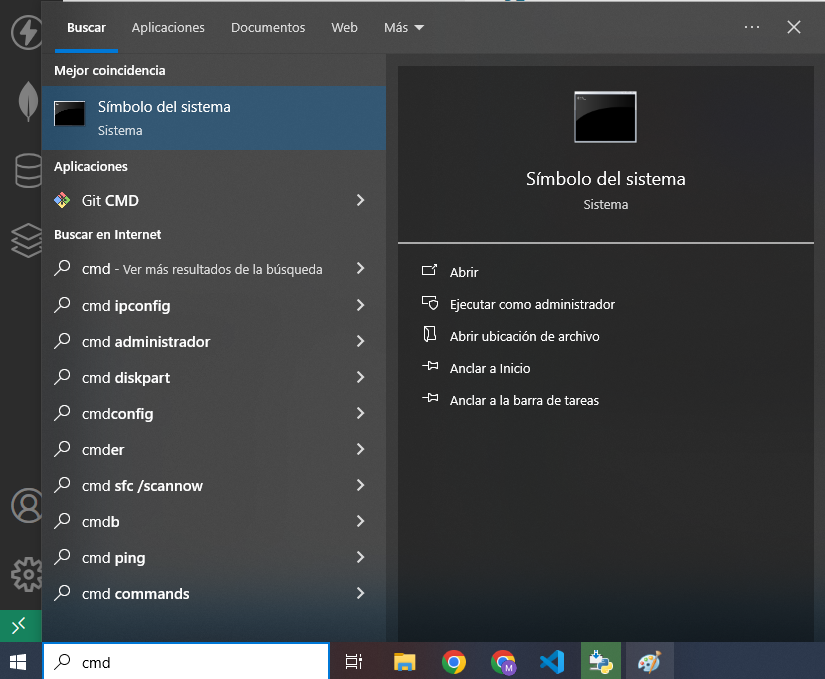 Buscar Aplicaciones Documentos Web Más
Mejor coincidencia
Símbolo del sistema
Sistema
Aplicaciones
Git CMD
Buscar en Internet
cmd - Ver más resultados de la búsqueda
cmd ipconfig
cmd administrador
cmd diskpart
cmdconfig
cmder
cmd sfc /scannow
cmdb
cmd ping
cmd commands
Símbolo del sistema
Sistema
Abrir
Ejecutar como administrador
Abrir ubicación de archivo
Anclar a Inicio
Anclar a la barra de tareas
cmd
M